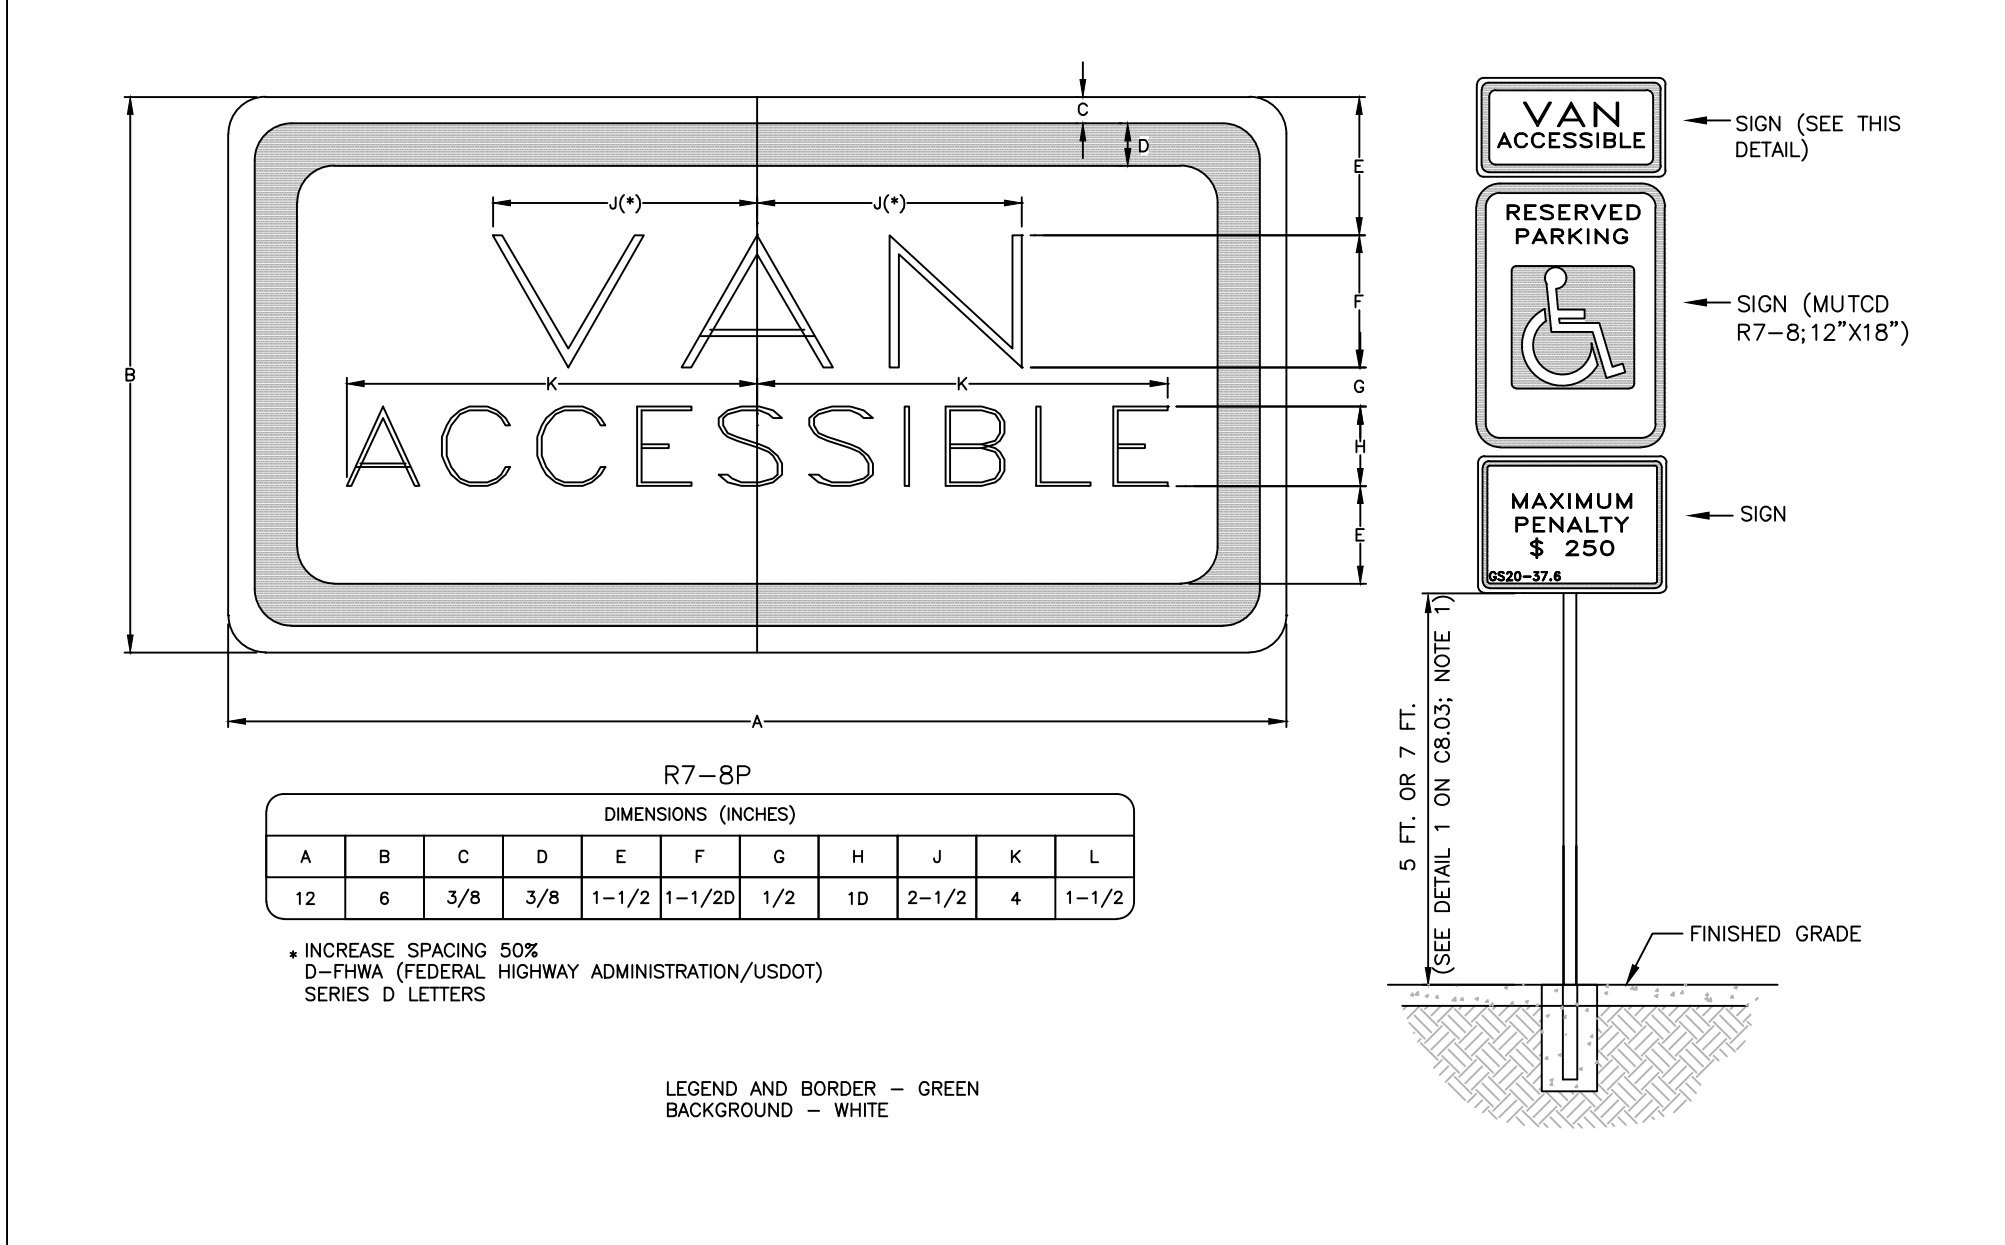 C
D
E
B
J(*)
J(*)
VAN
F
K
K
G
ACCESSIBLE
H
E
A
R7-8P
DIMENSIONS (INCHES)
A B C D E F G H J K L
12 6 3/8 3/8 1-1/2 1-1/2D 1/2 1D 2-1/2 4 1-1/2
* INCREASE SPACING 50%
D-FHWA (FEDERAL HIGHWAY ADMINISTRATION/USDOT)
SERIES D LETTERS
LEGEND AND BORDER - GREEN
BACKGROUND - WHITE
VAN
ACCESSIBLE
SIGN (SEE THIS
DETAIL)
RESERVED
PARKING
SIGN (MUTCD
R7-8;12"X18")
MAXIMUM
PENALTY
$ 250
GS20-37.6
SIGN
5 FT. OR 7 FT.
(SEE DETAIL 1 ON C8.03; NOTE 1)
FINISHED GRADE